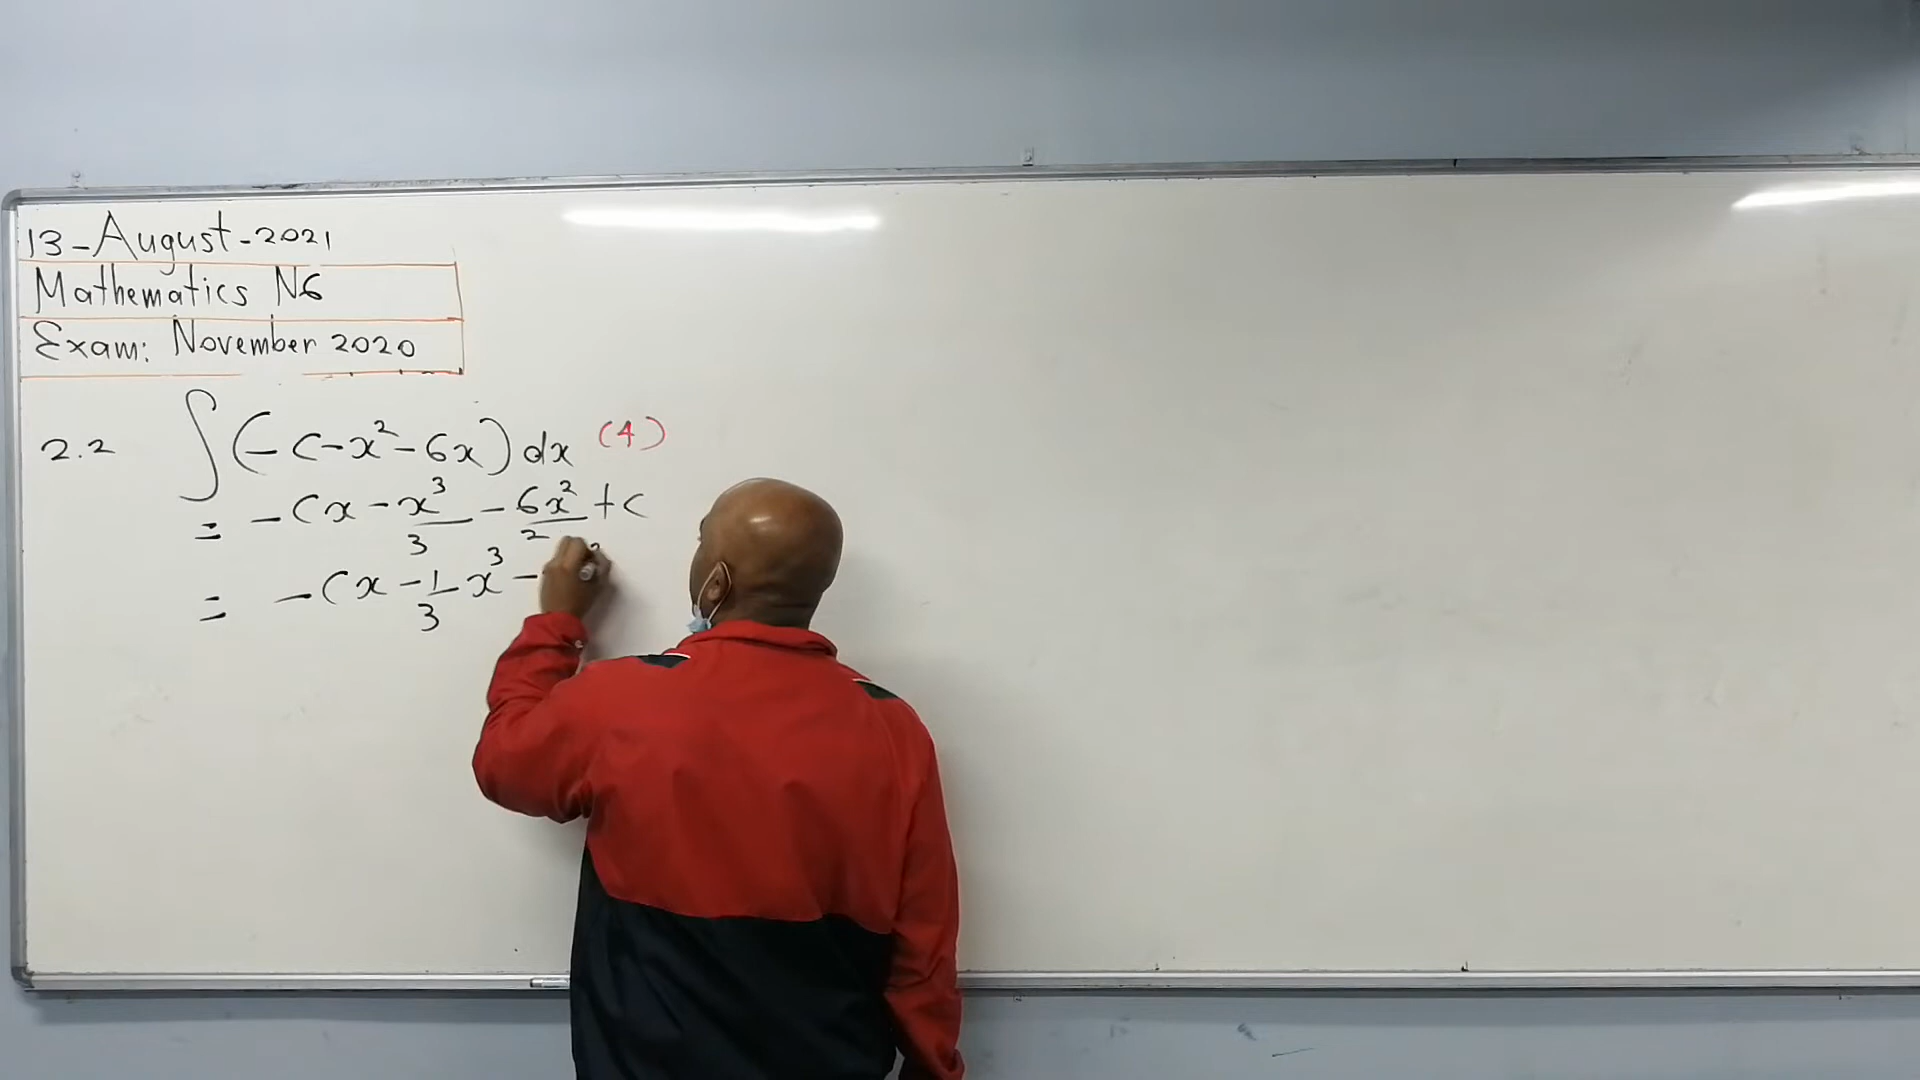 13-August-2021
Mathematics N6
Exam: November 2020
2.2 ∫(-c-x²-6x)dx (4)
= -cx - x³/3 - 6x²/2 + c
= -cx - 1/3 x³ -